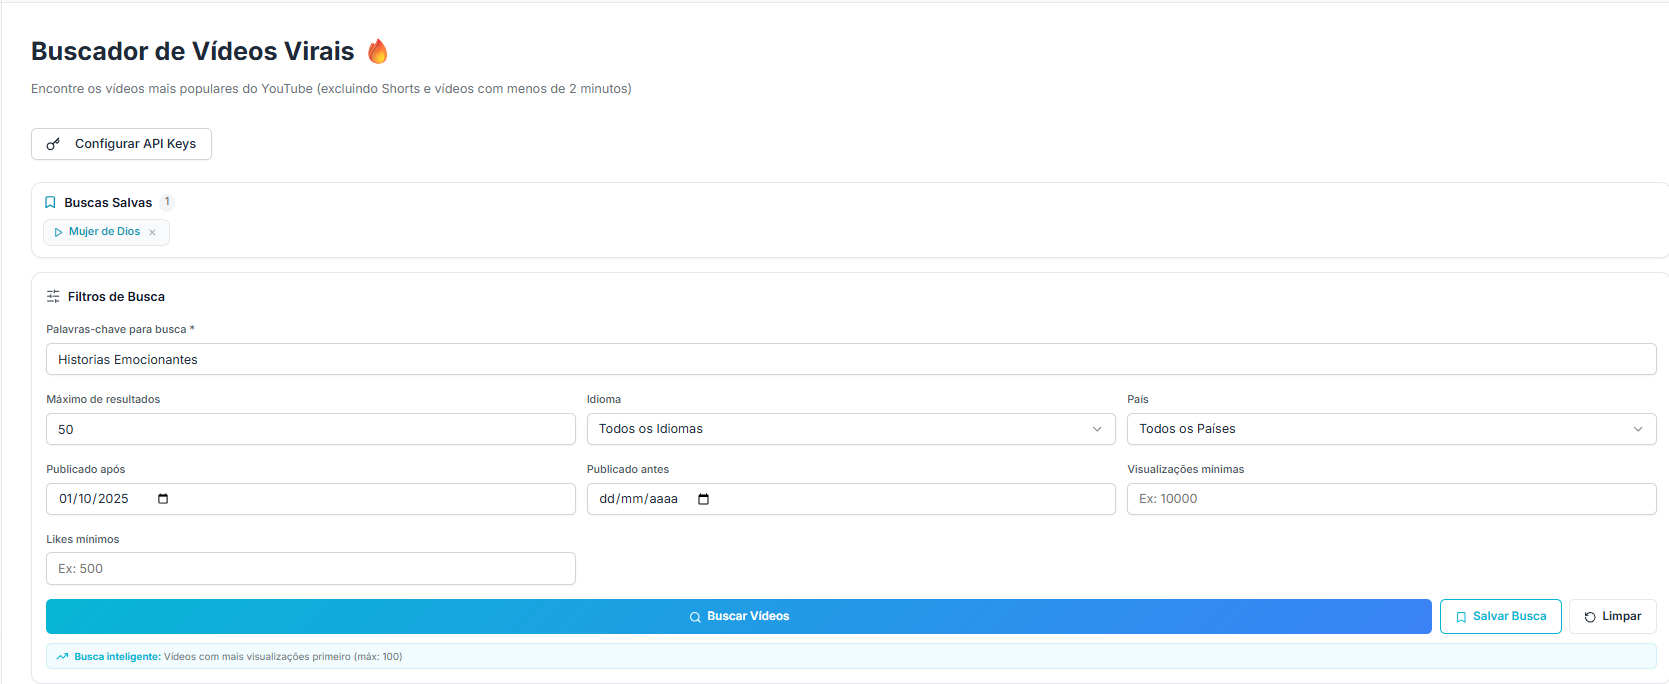 Buscador de Vídeos Virais 🔥
Encontre os vídeos mais populares do YouTube (excluindo Shorts e vídeos com menos de 2 minutos)
Configurar API Keys
Buscas Salvas 1
Mujer de Dios ×
Filtros de Busca
Palavras-chave para busca *
Historias Emocionantes
Máximo de resultados
50
Idioma
Todos os Idiomas
País
Todos os Países
Publicado após
01/10/2025
Publicado antes
dd/mm/aaaa
Visualizações mínimas
Ex: 10000
Likes mínimos
Ex: 500
Buscar Vídeos
Salvar Busca
Limpar
Busca inteligente: Vídeos com mais visualizações primeiro (máx: 100)